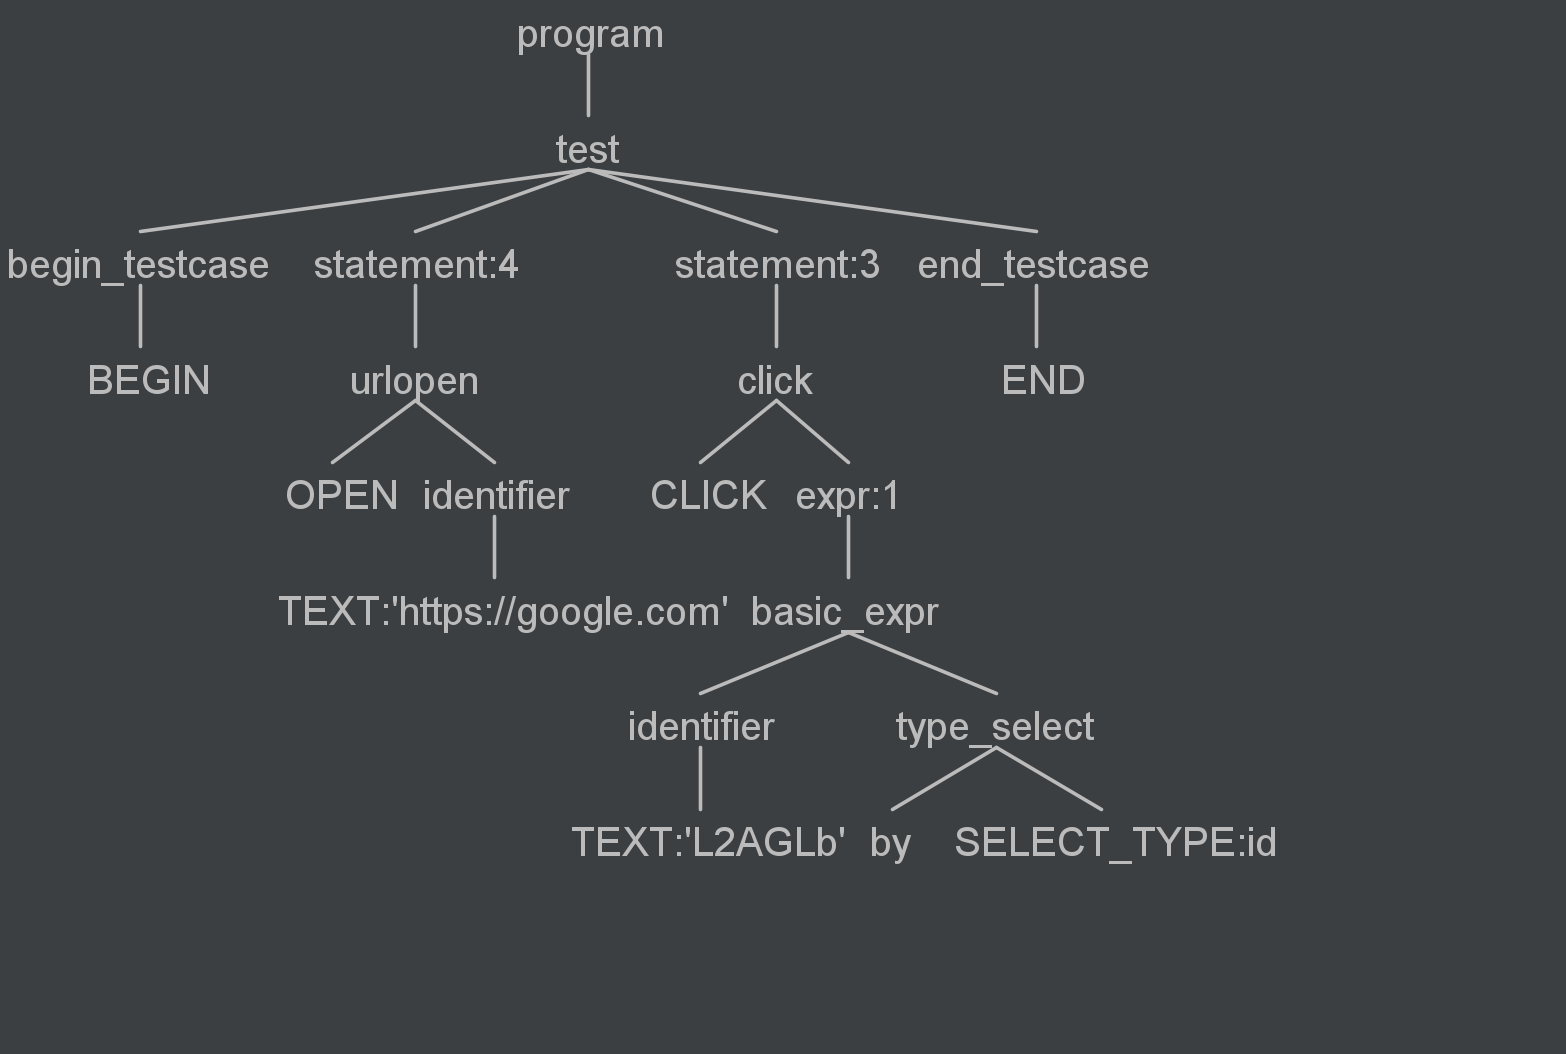 program
test
begin_testcase statement:4 statement:3 end_testcase
BEGIN urlopen click END
OPEN identifier CLICK expr:1
TEXT:'https://google.com' basic_expr
identifier type_select
TEXT:'L2AGLb' by SELECT_TYPE:id